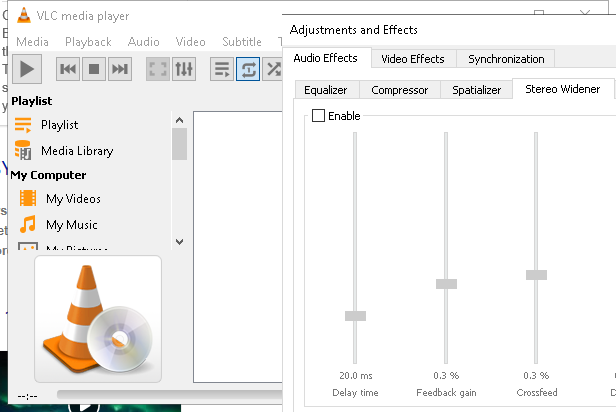 VLC media player
Media Playback Audio Video Subtitle
Playlist
Playlist
Media Library
My Computer
My Videos
My Music
My Pictures
--:--
Adjustments and Effects
Audio Effects Video Effects Synchronization
Equalizer Compressor Spatializer Stereo Widener
Enable
20.0 ms 0.3 % 0.3 %
Delay time Feedback gain Crossfeed